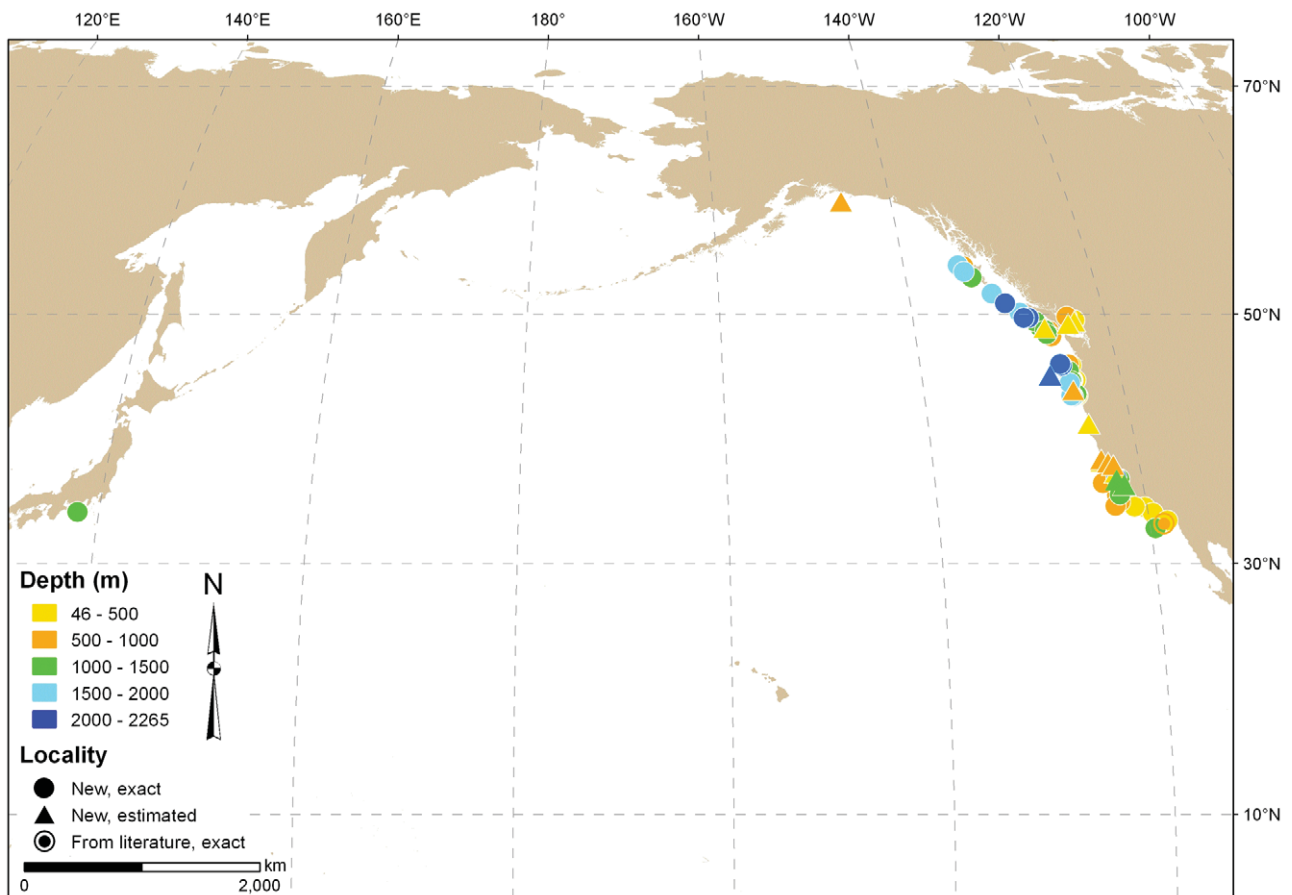 120°E 140°E 160°E 180° 160°W 140°W 120°W 100°W
70°N
50°N
30°N
10°N
Depth (m)
N
46 - 500
500 - 1000
1000 - 1500
1500 - 2000
2000 - 2265
Locality
New, exact
New, estimated
From literature, exact
km
0 2,000